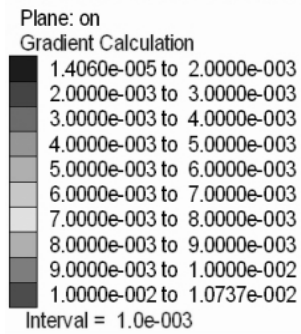 Plane: on
Gradient Calculation
1.4060e-005 to 2.0000e-003
2.0000e-003 to 3.0000e-003
3.0000e-003 to 4.0000e-003
4.0000e-003 to 5.0000e-003
5.0000e-003 to 6.0000e-003
6.0000e-003 to 7.0000e-003
7.0000e-003 to 8.0000e-003
8.0000e-003 to 9.0000e-003
9.0000e-003 to 1.0000e-002
1.0000e-002 to 1.0737e-002
Interval = 1.0e-003